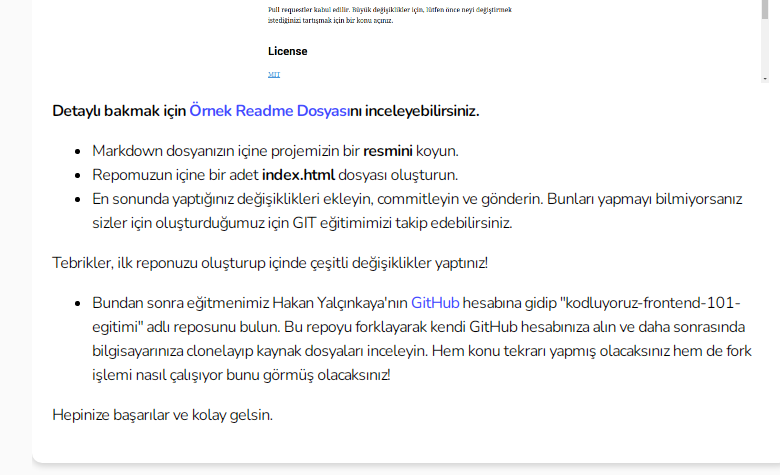 Pull requestler kabul edilir. Büyük değişiklikler için, lütfen önce neyi değiştirmek
istediğinizi tartışmak için bir konu açınız.
License
MIT
Detaylı bakmak için Örnek Readme Dosyasını inceleyebilirsiniz.
• Markdown dosyanızın içine projemizin bir resmini koyun.
• Repomuzun içine bir adet index.html dosyası oluşturun.
• En sonunda yaptığınız değişiklikleri ekleyin, commitleyin ve gönderin. Bunları yapmayı bilmiyorsanız
sizler için oluşturduğumuz için GIT eğitimimizi takip edebilirsiniz.
Tebrikler, ilk reponuzu oluşturup içinde çeşitli değişiklikler yaptınız!
• Bundan sonra eğitmenimiz Hakan Yalçınkaya'nın GitHub hesabına gidip "kodluyoruz-frontend-101-
egitimi" adlı reposunu bulun. Bu repoyu forklayarak kendi GitHub hesabınıza alın ve daha sonrasında
bilgisayarınıza clonelayıp kaynak dosyaları inceleyin. Hem konu tekrarı yapmış olacaksınız hem de fork
işlemi nasıl çalışıyor bunu görmüş olacaksınız!
Hepinize başarılar ve kolay gelsin.